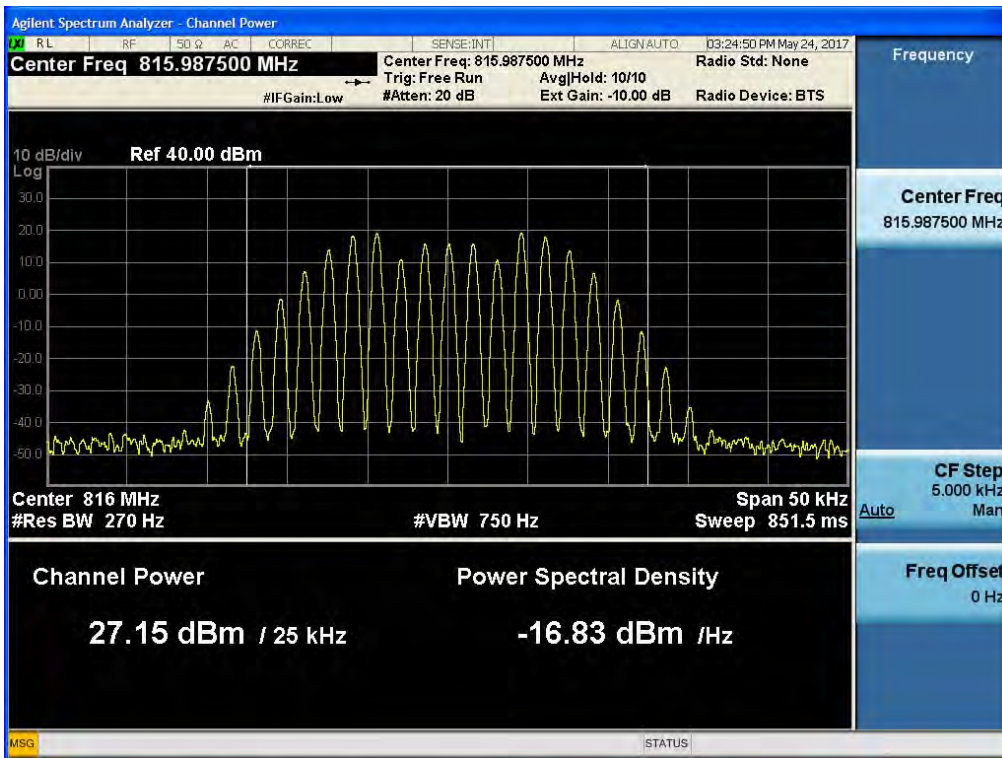 Agilent Spectrum Analyzer - Channel Power
LXI RL RF 50 Ω AC CORREC SENSE:INT ALIGN AUTO 03:24:50 PM May 24, 2017
Center Freq 815.987500 MHz
Center Freq: 815.987500 MHz Radio Std: None
Trig: Free Run Avg|Hold: 10/10
#IFGain:Low #Atten: 20 dB Ext Gain: -10.00 dB Radio Device: BTS
10 dB/div Ref 40.00 dBm
Log
30.0
20.0
10.0
0.00
-10.0
-20.0
-30.0
-40.0
-50.0
Center 816 MHz Span 50 kHz
#Res BW 270 Hz #VBW 750 Hz Sweep 851.5 ms
Channel Power Power Spectral Density
27.15 dBm / 25 kHz -16.83 dBm /Hz
Frequency
Center Freq
815.987500 MHz
CF Step
5.000 kHz
Auto Man
Freq Offset
0 Hz
MSG STATUS